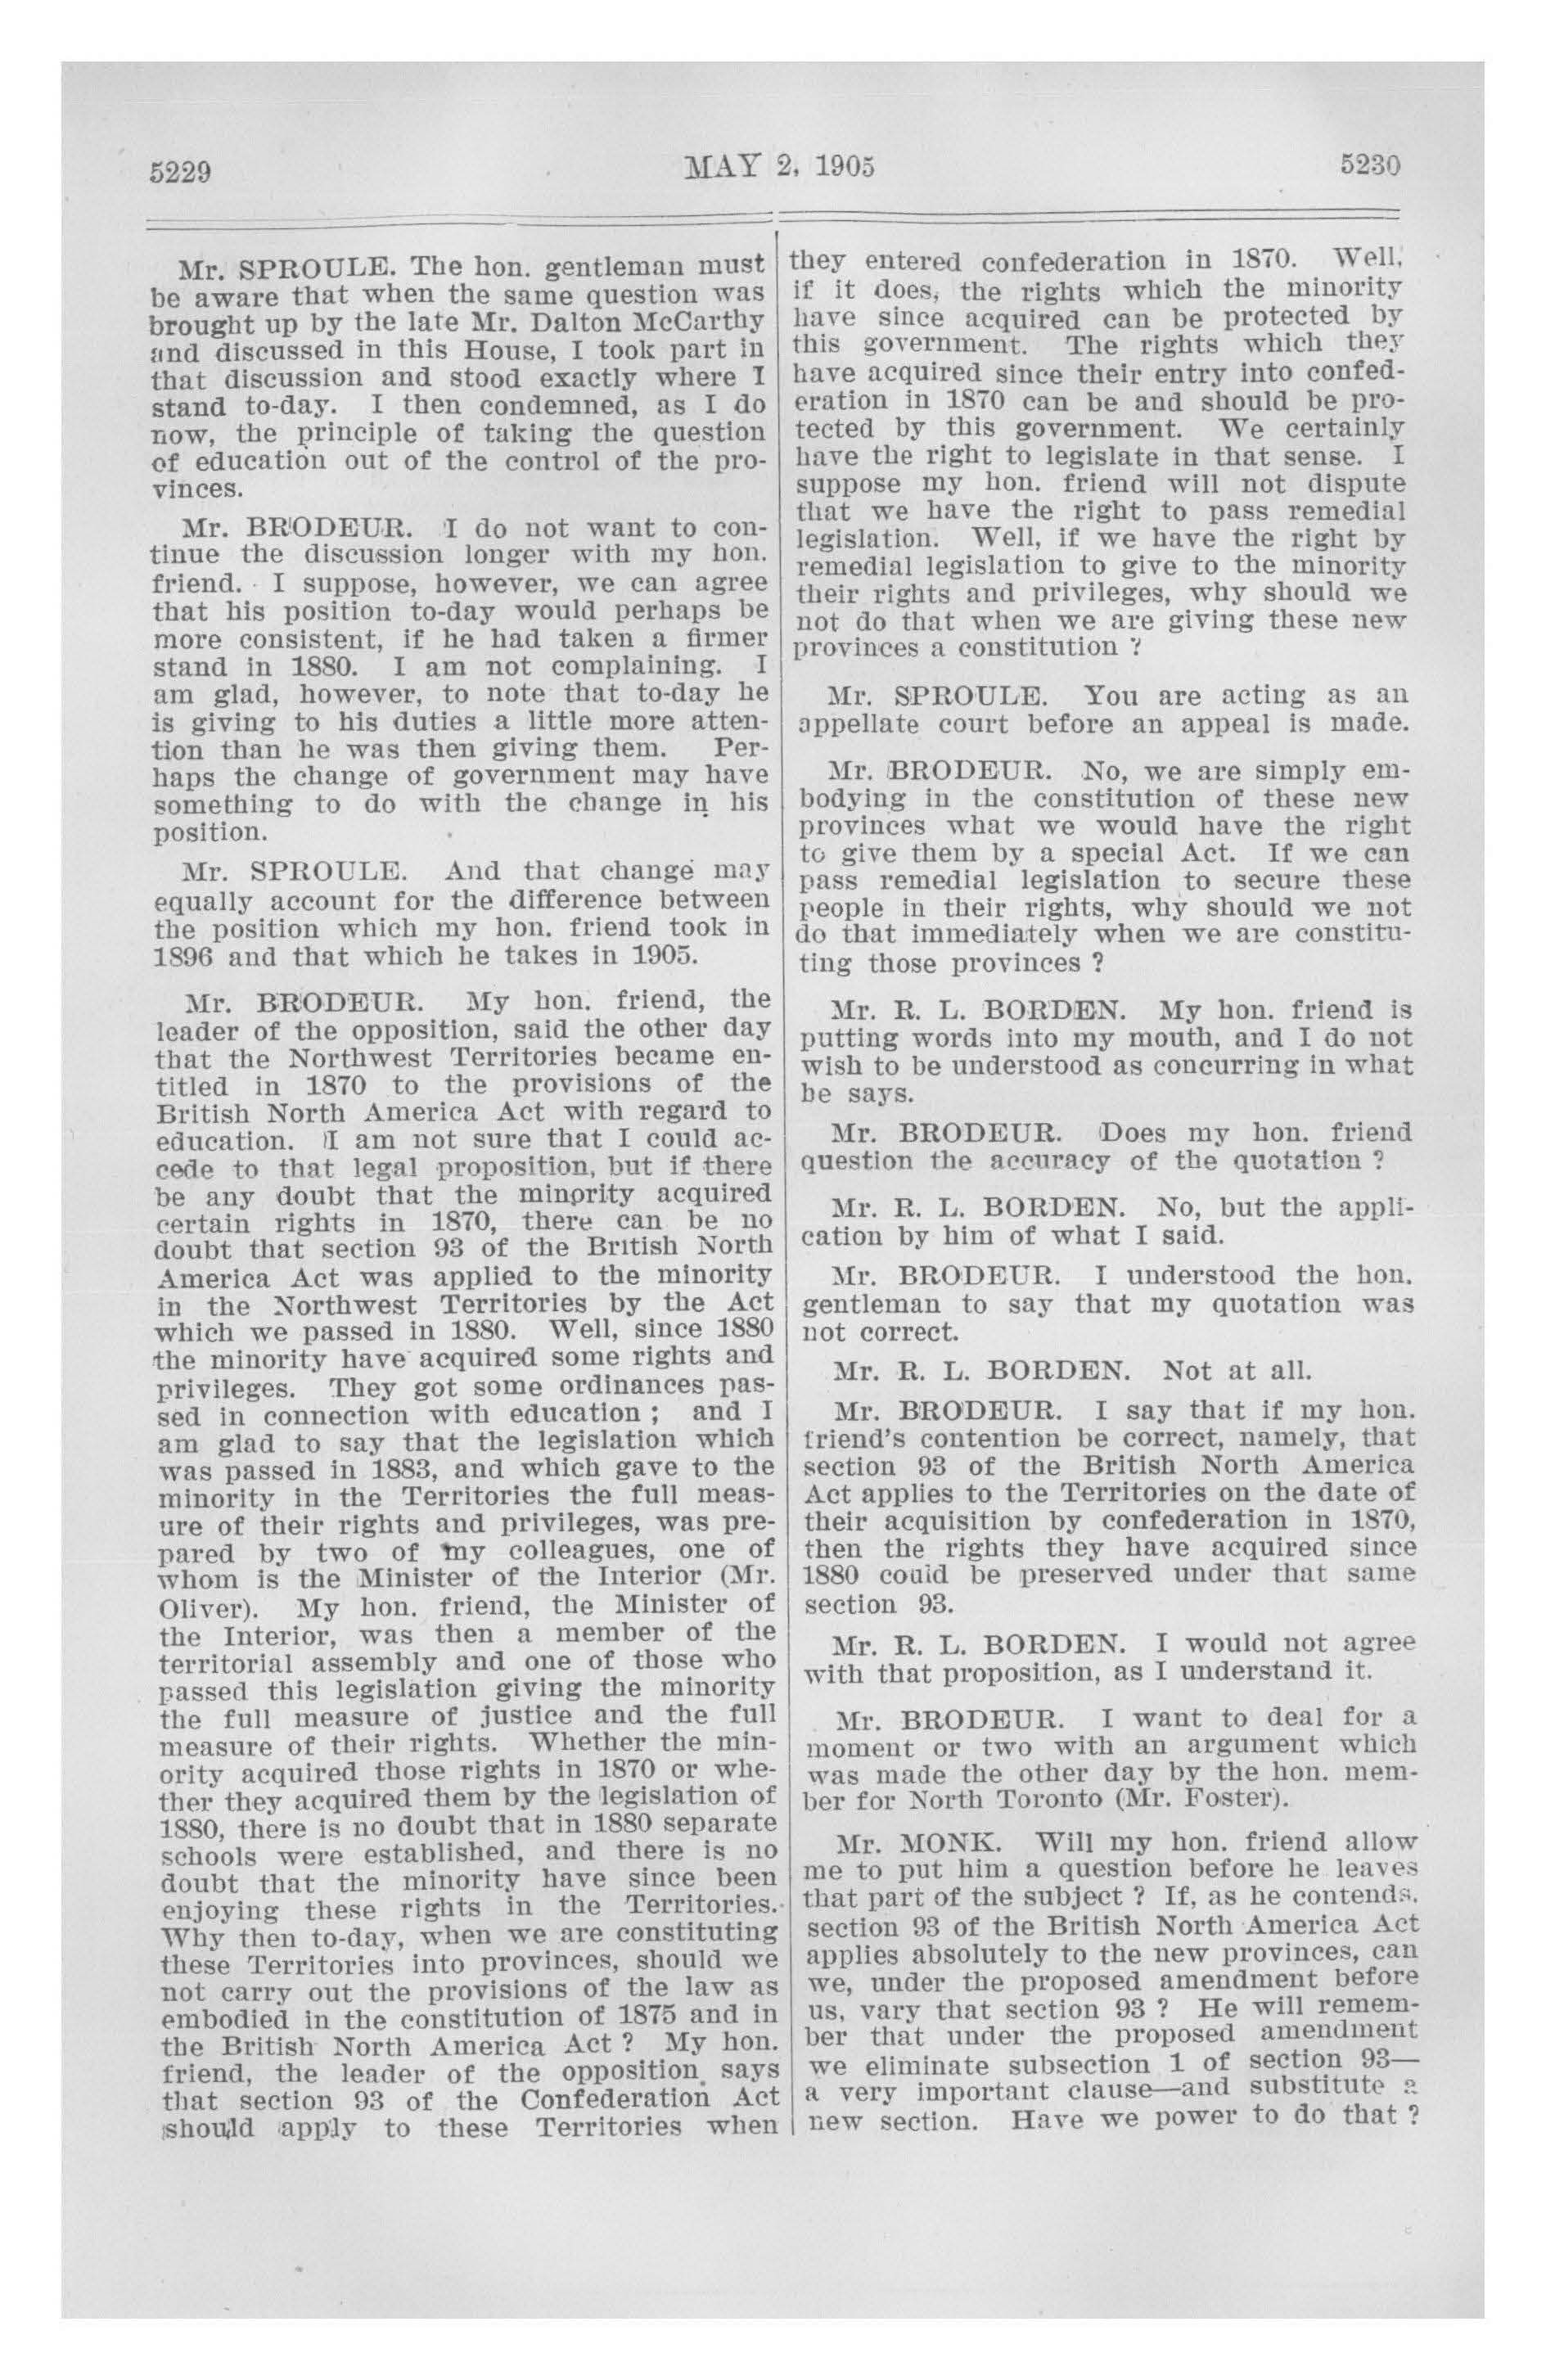 5229
MAY 2, 1905
5230
Mr. SPROULE. The hon. gentleman must
be aware that when the same question was
brought up by the late Mr. Dalton McCarthy
and discussed in this House, I took part in
that discussion and stood exactly where I
stand to-day. I then condemned, as I do
now, the principle of taking the question
of education out of the control of the pro-
vinces.
Mr. BRODEUR. I do not want to con-
tinue the discussion longer with my hon.
friend. I suppose, however, we can agree
that his position to-day would perhaps be
more consistent, if he had taken a firmer
stand in 1880. I am not complaining. I
am glad, however, to note that to-day he
is giving to his duties a little more atten-
tion than he was then giving them. Per-
haps the change of government may have
something to do with the change in his
position.
Mr. SPROULE. And that change may
equally account for the difference between
the position which my hon. friend took in
1896 and that which he takes in 1905.
Mr. BRODEUR. My hon. friend, the
leader of the opposition, said the other day
that the Northwest Territories became en-
titled in 1870 to the provisions of the
British North America Act with regard to
education. I am not sure that I could ac-
cede to that legal proposition, but if there
be any doubt that the minority acquired
certain rights in 1870, there can be no
doubt that section 93 of the British North
America Act was applied to the minority
in the Northwest Territories by the Act
which we passed in 1880. Well, since 1880
the minority have acquired some rights and
privileges. They got some ordinances pas-
sed in connection with education ; and I
am glad to say that the legislation which
was passed in 1883, and which gave to the
minority in the Territories the full meas-
ure of their rights and privileges, was pre-
pared by two of my colleagues, one of
whom is the Minister of the Interior (Mr.
Oliver). My hon. friend, the Minister of
the Interior, was then a member of the
territorial assembly and one of those who
passed this legislation giving the minority
the full measure of justice and the full
measure of their rights. Whether the min-
ority acquired those rights in 1870 or whe-
ther they acquired them by the legislation of
1880, there is no doubt that in 1880 separate
schools were established, and there is no
doubt that the minority have since been
enjoying these rights in the Territories.
Why then to-day, when we are constituting
these Territories into provinces, should we
not carry out the provisions of the law as
embodied in the constitution of 1875 and in
the British North America Act ? My hon.
friend, the leader of the opposition, says
that section 93 of the Confederation Act
should apply to these Territories when
they entered confederation in 1870. Well,
if it does, the rights which the minority
have since acquired can be protected by
this government. The rights which they
have acquired since their entry into confed-
eration in 1870 can be and should be pro-
tected by this government. We certainly
have the right to legislate in that sense. I
suppose my hon. friend will not dispute
that we have the right to pass remedial
legislation. Well, if we have the right by
remedial legislation to give to the minority
their rights and privileges, why should we
not do that when we are giving these new
provinces a constitution ?
Mr. SPROULE. You are acting as an
appellate court before an appeal is made.
Mr. BRODEUR. No, we are simply em-
bodying in the constitution of these new
provinces what we would have the right
to give them by a special Act. If we can
pass remedial legislation to secure these
people in their rights, why should we not
do that immediately when we are constitu-
ting those provinces ?
Mr. R. L. BORDEN. My hon. friend is
putting words into my mouth, and I do not
wish to be understood as concurring in what
he says.
Mr. BRODEUR. Does my hon. friend
question the accuracy of the quotation ?
Mr. R. L. BORDEN. No, but the appli-
cation by him of what I said.
Mr. BRODEUR. I understood the hon.
gentleman to say that my quotation was
not correct.
Mr. R. L. BORDEN. Not at all.
Mr. BRODEUR. I say that if my hon.
friend's contention be correct, namely, that
section 93 of the British North America
Act applies to the Territories on the date of
their acquisition by confederation in 1870,
then the rights they have acquired since
1880 could be preserved under that same
section 93.
Mr. R. L. BORDEN. I would not agree
with that proposition, as I understand it.
Mr. BRODEUR. I want to deal for a
moment or two with an argument which
was made the other day by the hon. mem-
ber for North Toronto (Mr. Foster).
Mr. MONK. Will my hon. friend allow
me to put him a question before he leaves
that part of the subject ? If, as he contends,
section 93 of the British North America Act
applies absolutely to the new provinces, can
we, under the proposed amendment before
us, vary that section 93 ? He will remem-
ber that under the proposed amendment
we eliminate subsection 1 of section 93—
a very important clause—and substitute a
new section. Have we power to do that ?